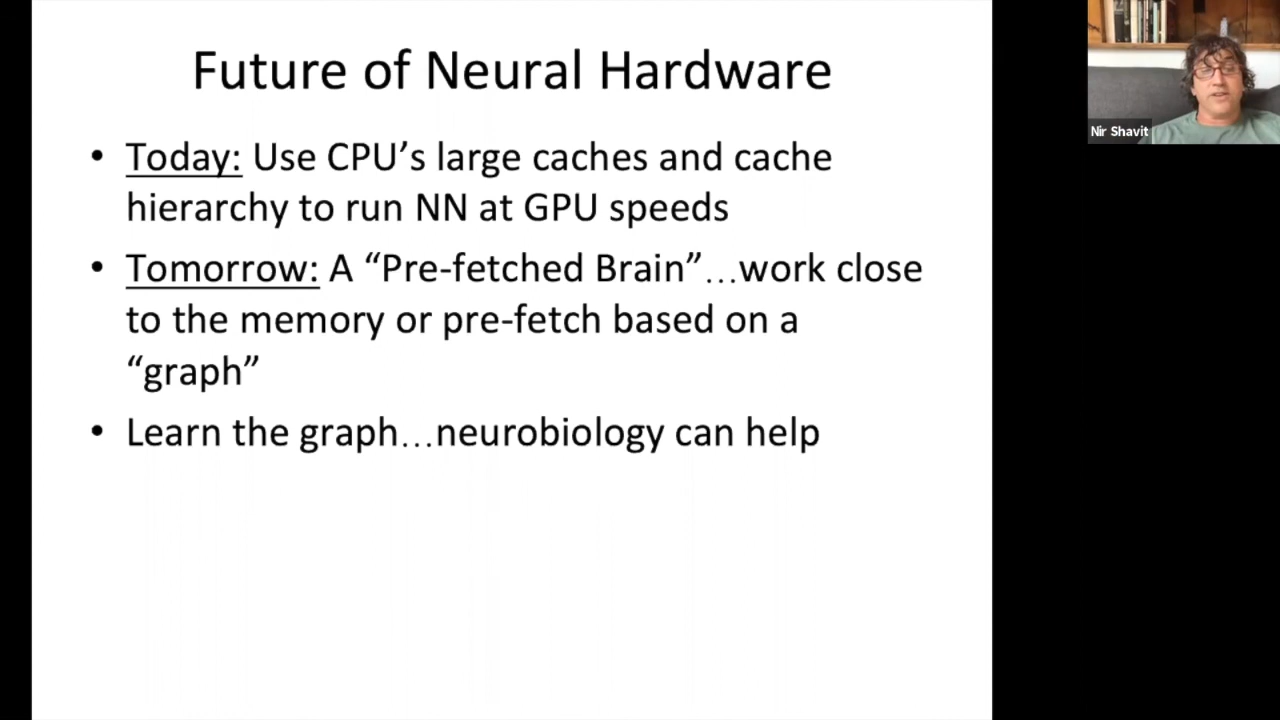 Future of Neural Hardware
• Today: Use CPU’s large caches and cache
hierarchy to run NN at GPU speeds
• Tomorrow: A “Pre-fetched Brain”…work close
to the memory or pre-fetch based on a
“graph”
• Learn the graph…neurobiology can help
Nir Shavit